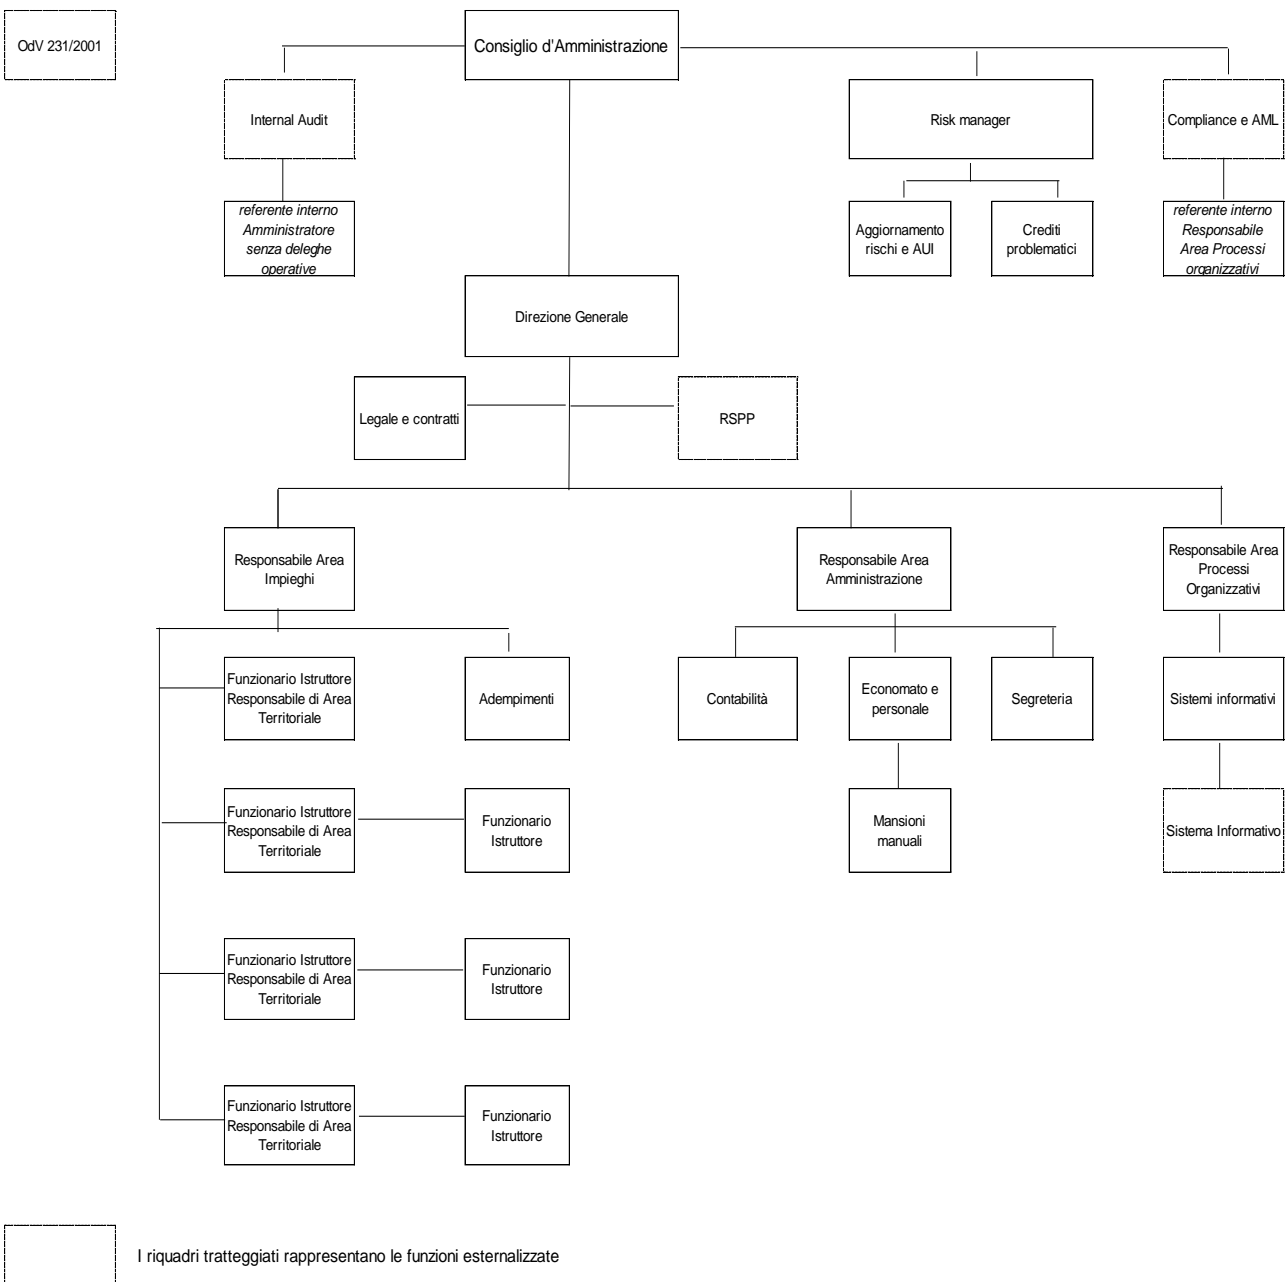 OdV 231/2001
Consiglio d'Amministrazione
Internal Audit
Risk manager
Compliance e AML
referente interno
Amministratore
senza deleghe
operative
Aggiornamento
rischi e AUI
Crediti
problematici
referente interno
Responsabile
Area Processi
organizzativi
Direzione Generale
Legale e contratti
RSPP
Responsabile Area
Impieghi
Responsabile Area
Amministrazione
Responsabile Area
Processi
Organizzativi
Funzionario Istruttore
Responsabile di Area
Territoriale
Adempimenti
Contabilità
Economato e
personale
Segreteria
Sistemi informativi
Funzionario Istruttore
Responsabile di Area
Territoriale
Funzionario
Istruttore
Mansioni
manuali
Sistema Informativo
Funzionario Istruttore
Responsabile di Area
Territoriale
Funzionario
Istruttore
Funzionario Istruttore
Responsabile di Area
Territoriale
Funzionario
Istruttore
I riquadri tratteggiati rappresentano le funzioni esternalizzate